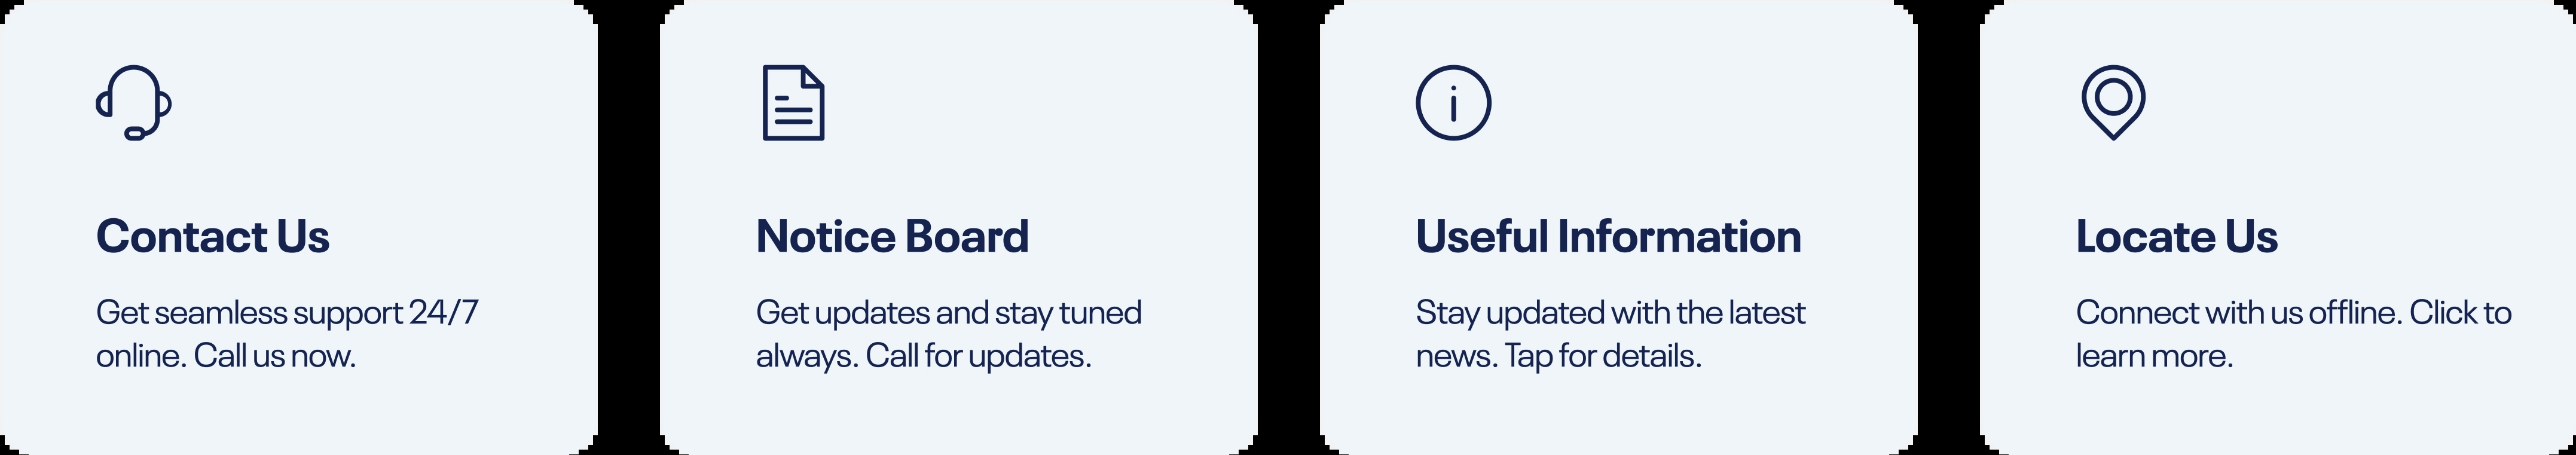 Contact Us
Get seamless support 24/7
online. Call us now.
Notice Board
Get updates and stay tuned
always. Call for updates.
Useful Information
Stay updated with the latest
news. Tap for details.
Locate Us
Connect with us offline. Click to
learn more.